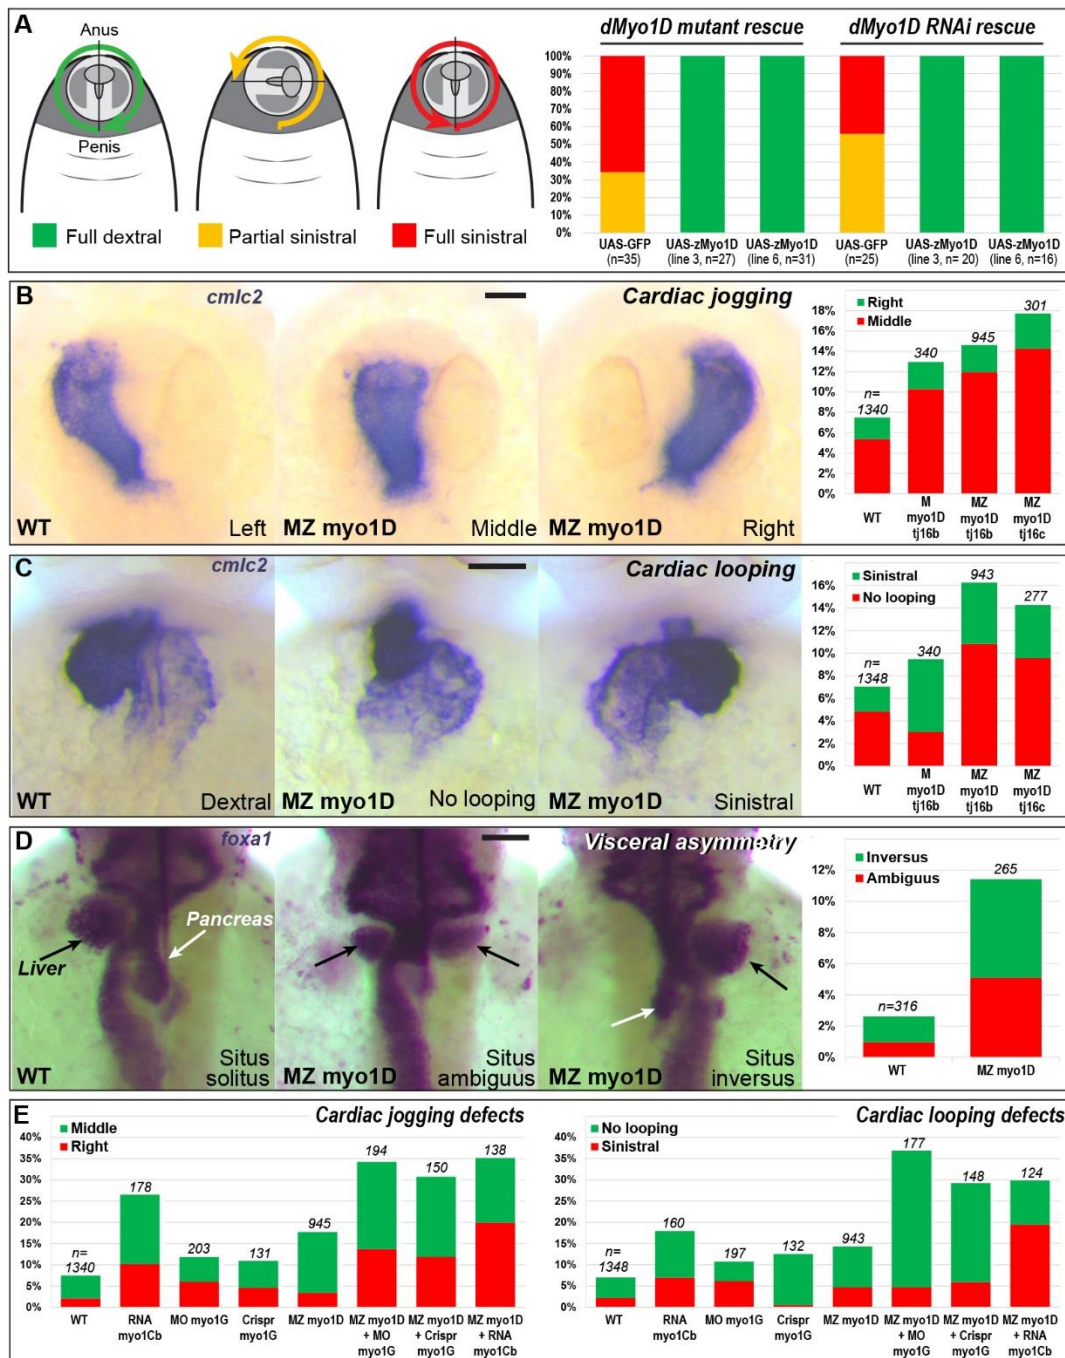 A
Anus
Penis
Full dextral
Partial sinistral
Full sinistral
dMyo1D mutant rescue
dMyo1D RNAi rescue
100%
90%
80%
70%
60%
50%
40%
30%
20%
10%
0%
UAS-GFP
(n=35)
UAS-zMyo1D
(line 3, n=27)
UAS-zMyo1D
(line 6, n=31)
100%
90%
80%
70%
60%
50%
40%
30%
20%
10%
0%
UAS-GFP
(n=25)
UAS-zMyo1D
(line 3, n= 20)
UAS-zMyo1D
(line 6, n=16)
B
cmlc2
Cardiac jogging
WT
Left
MZ myo1D
Middle
MZ myo1D
Right
Right
Middle
18%
16%
14%
12%
10%
8%
6%
4%
2%
0%
n=
1340
340
945
301
WT
M
myo1D
tj16b
MZ
myo1D
tj16b
MZ
myo1D
tj16c
C
cmlc2
Cardiac looping
WT
Dextral
MZ myo1D
No looping
MZ myo1D
Sinistral
Sinistral
No looping
16%
14%
12%
10%
8%
6%
4%
2%
0%
n=
1348
340
943
277
WT
M
myo1D
tj16b
MZ
myo1D
tj16b
MZ
myo1D
tj16c
D
foxa1
Visceral asymmetry
Pancreas
Liver
WT
Situs
solitus
MZ myo1D
Situs
ambiguus
MZ myo1D
Situs
inversus
Inversus
Ambiguus
12%
10%
8%
6%
4%
2%
0%
n=316
265
WT
MZ myo1D
E
Cardiac jogging defects
Middle
Right
40%
35%
30%
25%
20%
15%
10%
5%
0%
n=
1340
178
203
131
945
194
150
138
WT
RNA
myo1Cb
MO myo1G
Crispr
myo1G
MZ myo1D
MZ myo1D
+ MO
myo1G
MZ myo1D
+ Crispr
myo1G
MZ myo1D
+ RNA
myo1Cb
Cardiac looping defects
No looping
Sinistral
40%
35%
30%
25%
20%
15%
10%
5%
0%
n=
1348
160
197
132
943
177
148
124
WT
RNA
myo1Cb
MO myo1G
Crispr
myo1G
MZ myo1D
MZ myo1D
+ MO
myo1G
MZ myo1D
+ Crispr
myo1G
MZ myo1D
+ RNA
myo1Cb